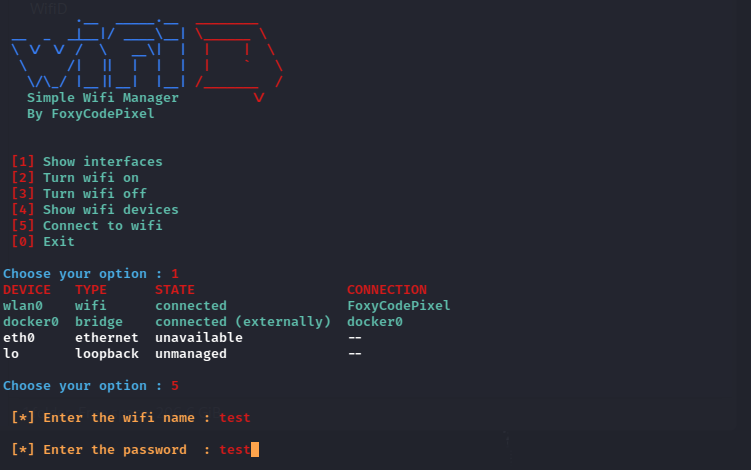 WifiD
Simple Wifi Manager
By FoxyCodePixel
[1] Show interfaces
[2] Turn wifi on
[3] Turn wifi off
[4] Show wifi devices
[5] Connect to wifi
[0] Exit
Choose your option : 1
DEVICE TYPE STATE CONNECTION
wlan0 wifi connected FoxyCodePixel
docker0 bridge connected (externally) docker0
eth0 ethernet unavailable --
lo loopback unmanaged --
Choose your option : 5
[*] Enter the wifi name : test
[*] Enter the password : test